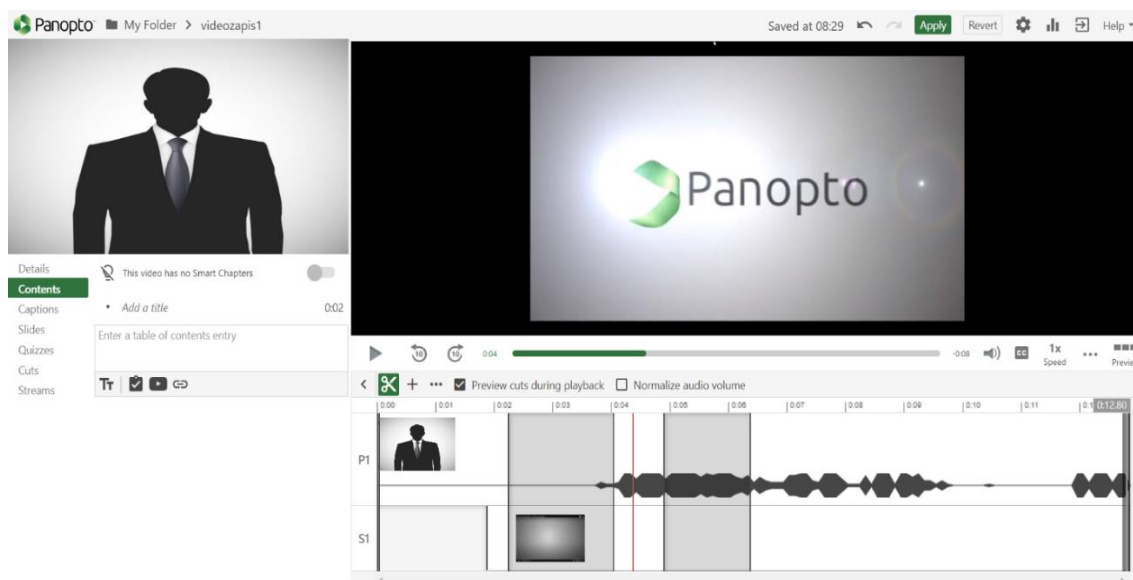 Panopto My Folder > videozapis1 Saved at 08:29 Apply Revert Help
Panopto
Details
Contents
Captions
Slides
Quizzes
Cuts
Streams
This video has no Smart Chapters
Add a title 0:02
Enter a table of contents entry
Tt
10 10 0:04 -0:08 CC 1x
Speed
Preview cuts during playback Normalize audio volume
0:00 0:01 0:02 0:03 0:04 0:05 0:06 0:07 0:08 0:09 0:10 0:11 0:12.80
P1
S1